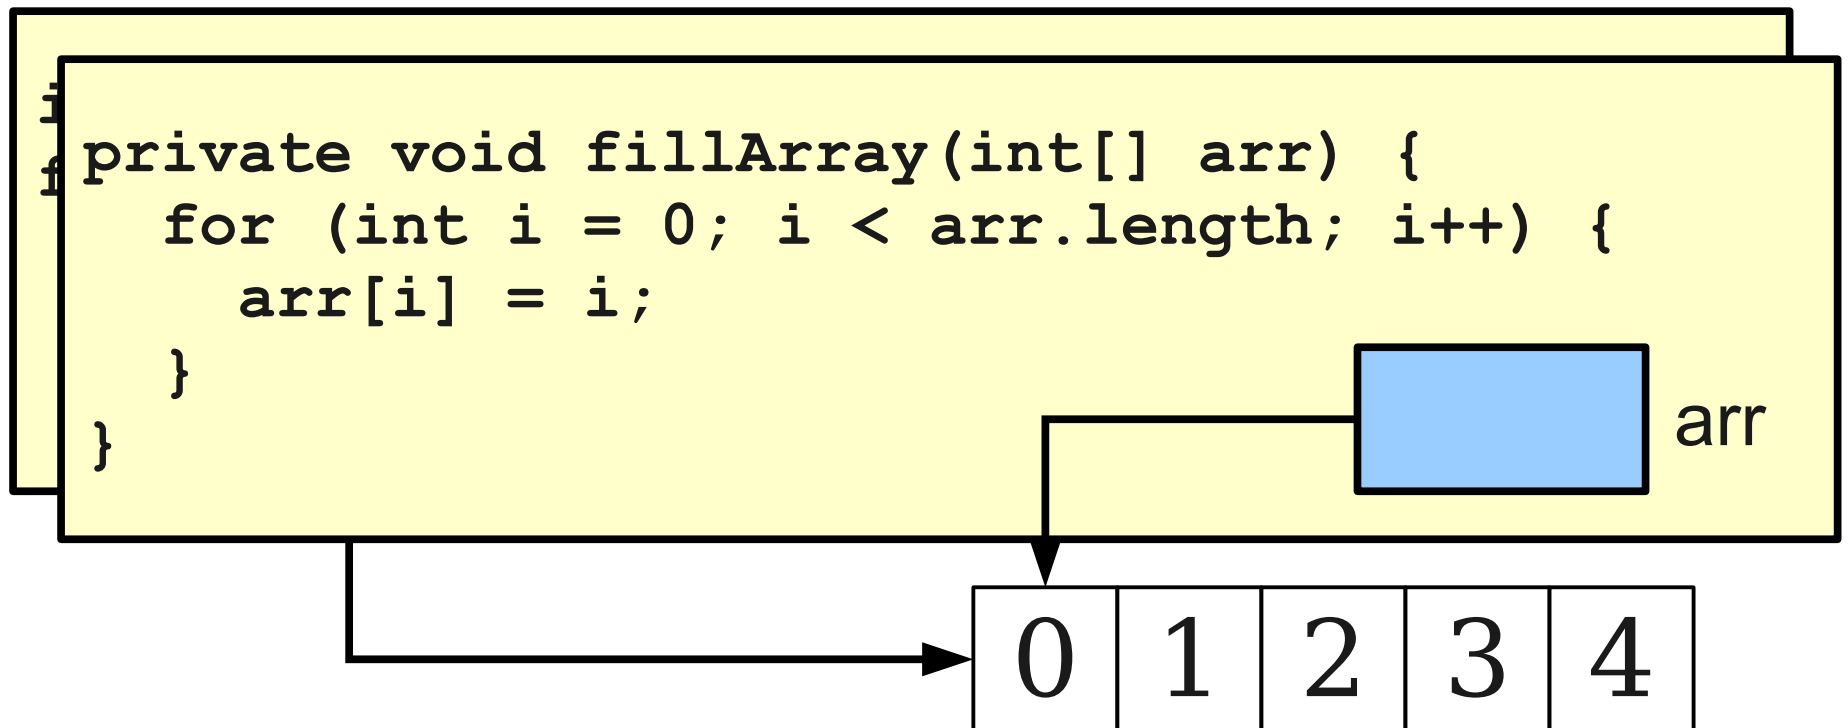 private void fillArray(int[] arr) {
for (int i = 0; i < arr.length; i++) {
arr[i] = i;
}
}
arr
0 1 2 3 4